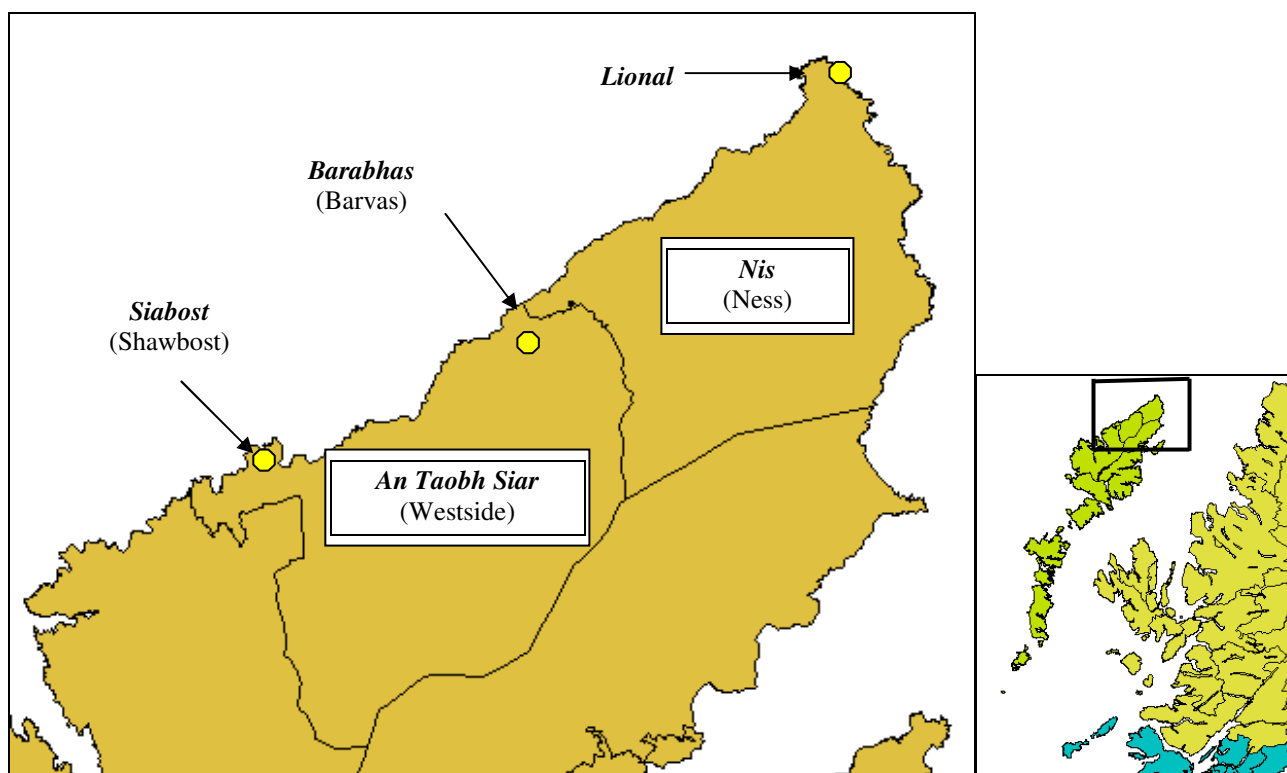 Lional
Barabhas
(Barvas)
Nis
(Ness)
Siabost
(Shawbost)
An Taobh Siar
(Westside)